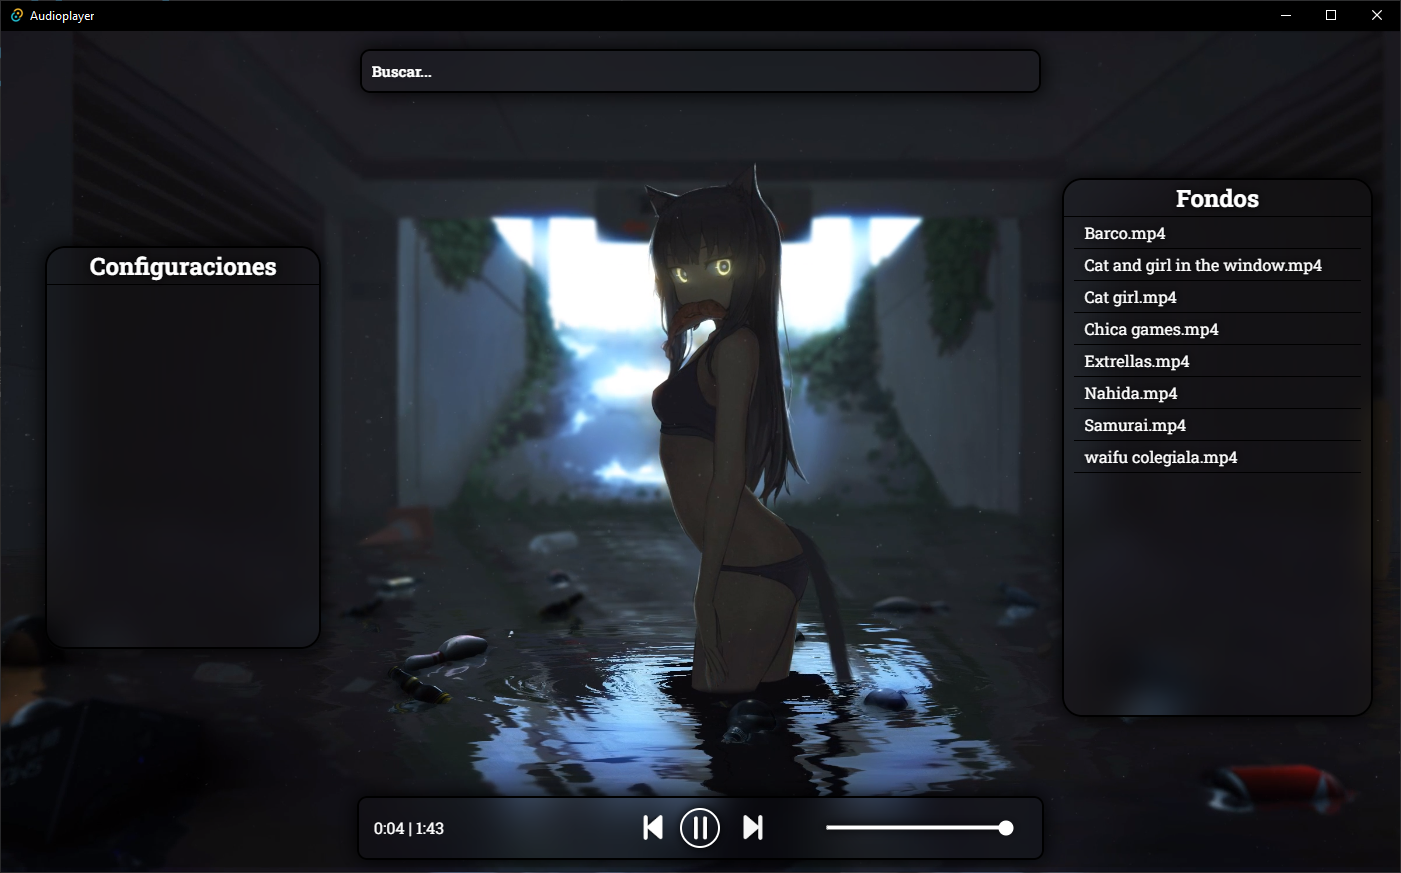 Audioplayer
Buscar...
Configuraciones
Fondos
Barco.mp4
Cat and girl in the window.mp4
Cat girl.mp4
Chica games.mp4
Extrellas.mp4
Nahida.mp4
Samurai.mp4
waifu colegiala.mp4
0:04 | 1:43